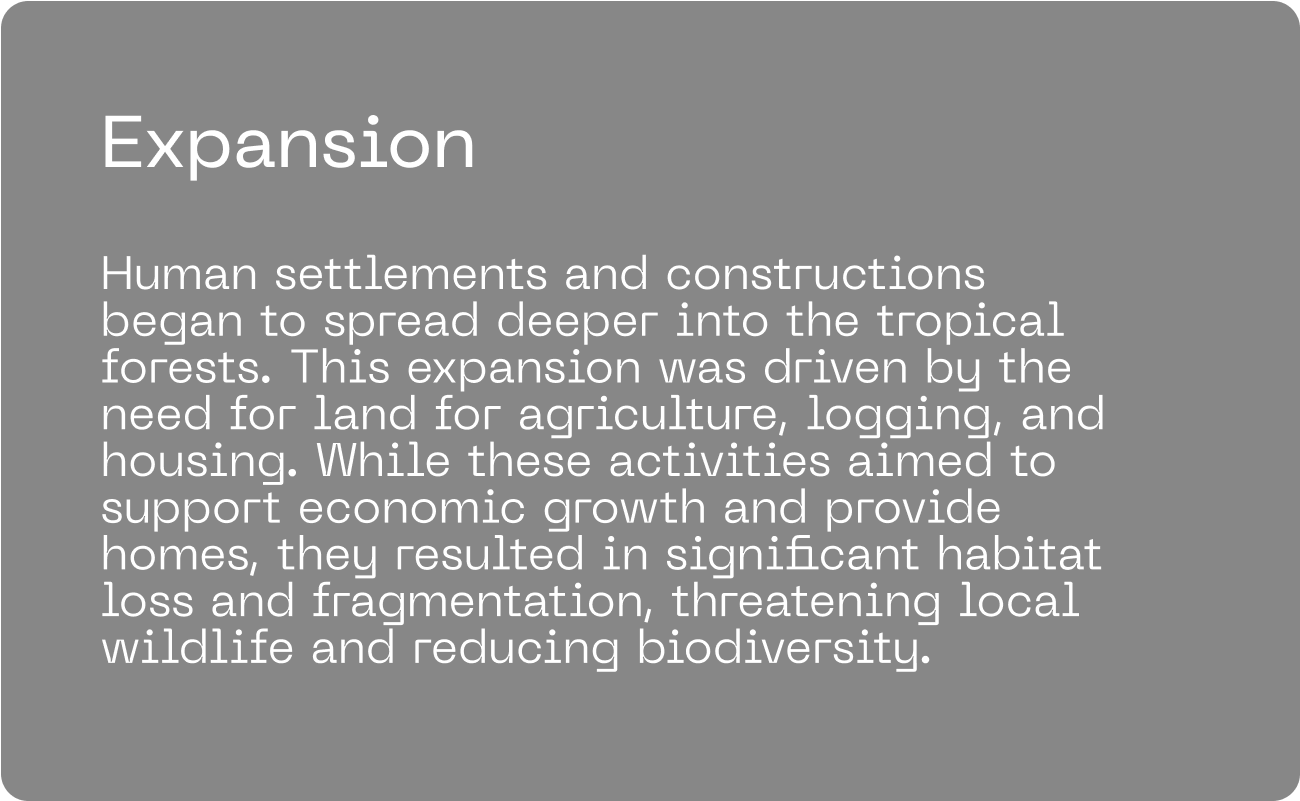 Expansion
Human settlements and constructions
began to spread deeper into the tropical
forests. This expansion was driven by the
need for land for agriculture, logging, and
housing. While these activities aimed to
support economic growth and provide
homes, they resulted in significant habitat
loss and fragmentation, threatening local
wildlife and reducing biodiversity.